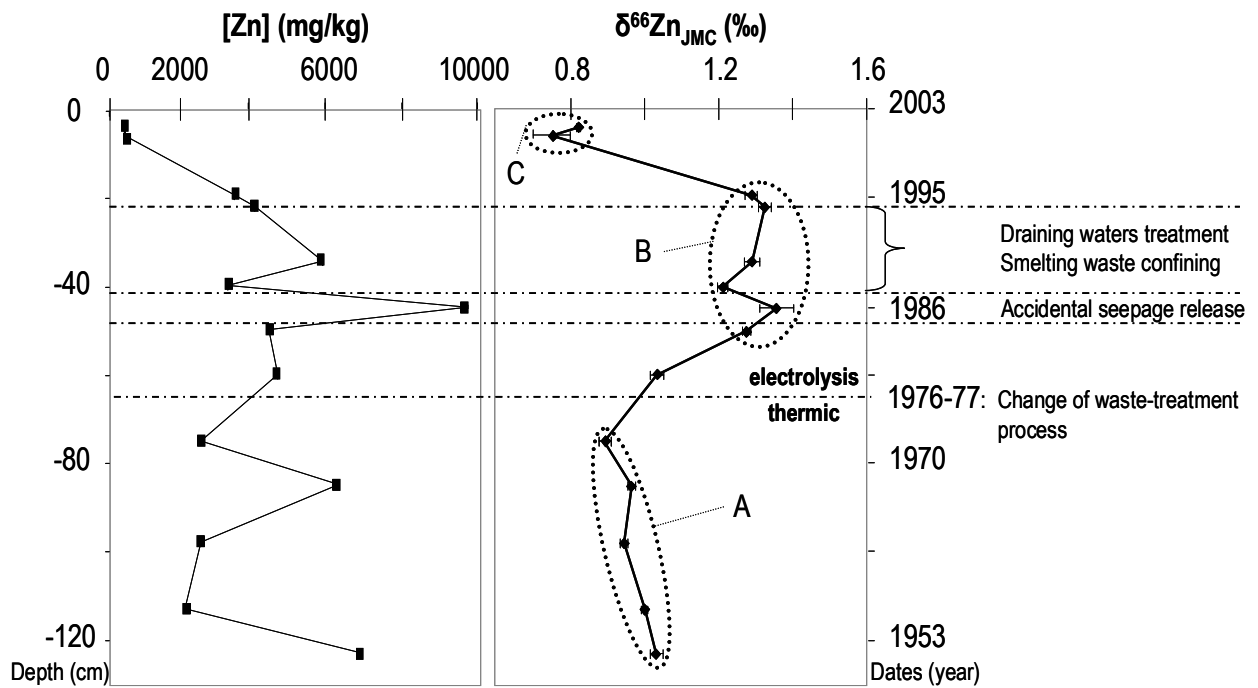 [Zn] (mg/kg)
δ⁶⁶Zn_JMC (‰)
0 2000 6000 10000
0.8 1.2 1.6
0
2003
C
1995
B
Draining waters treatment
Smelting waste confining
-40
1986
Accidental seepage release
electrolysis
thermic
1976-77:
Change of waste-treatment
process
-80
1970
A
-120
1953
Depth (cm)
Dates (year)